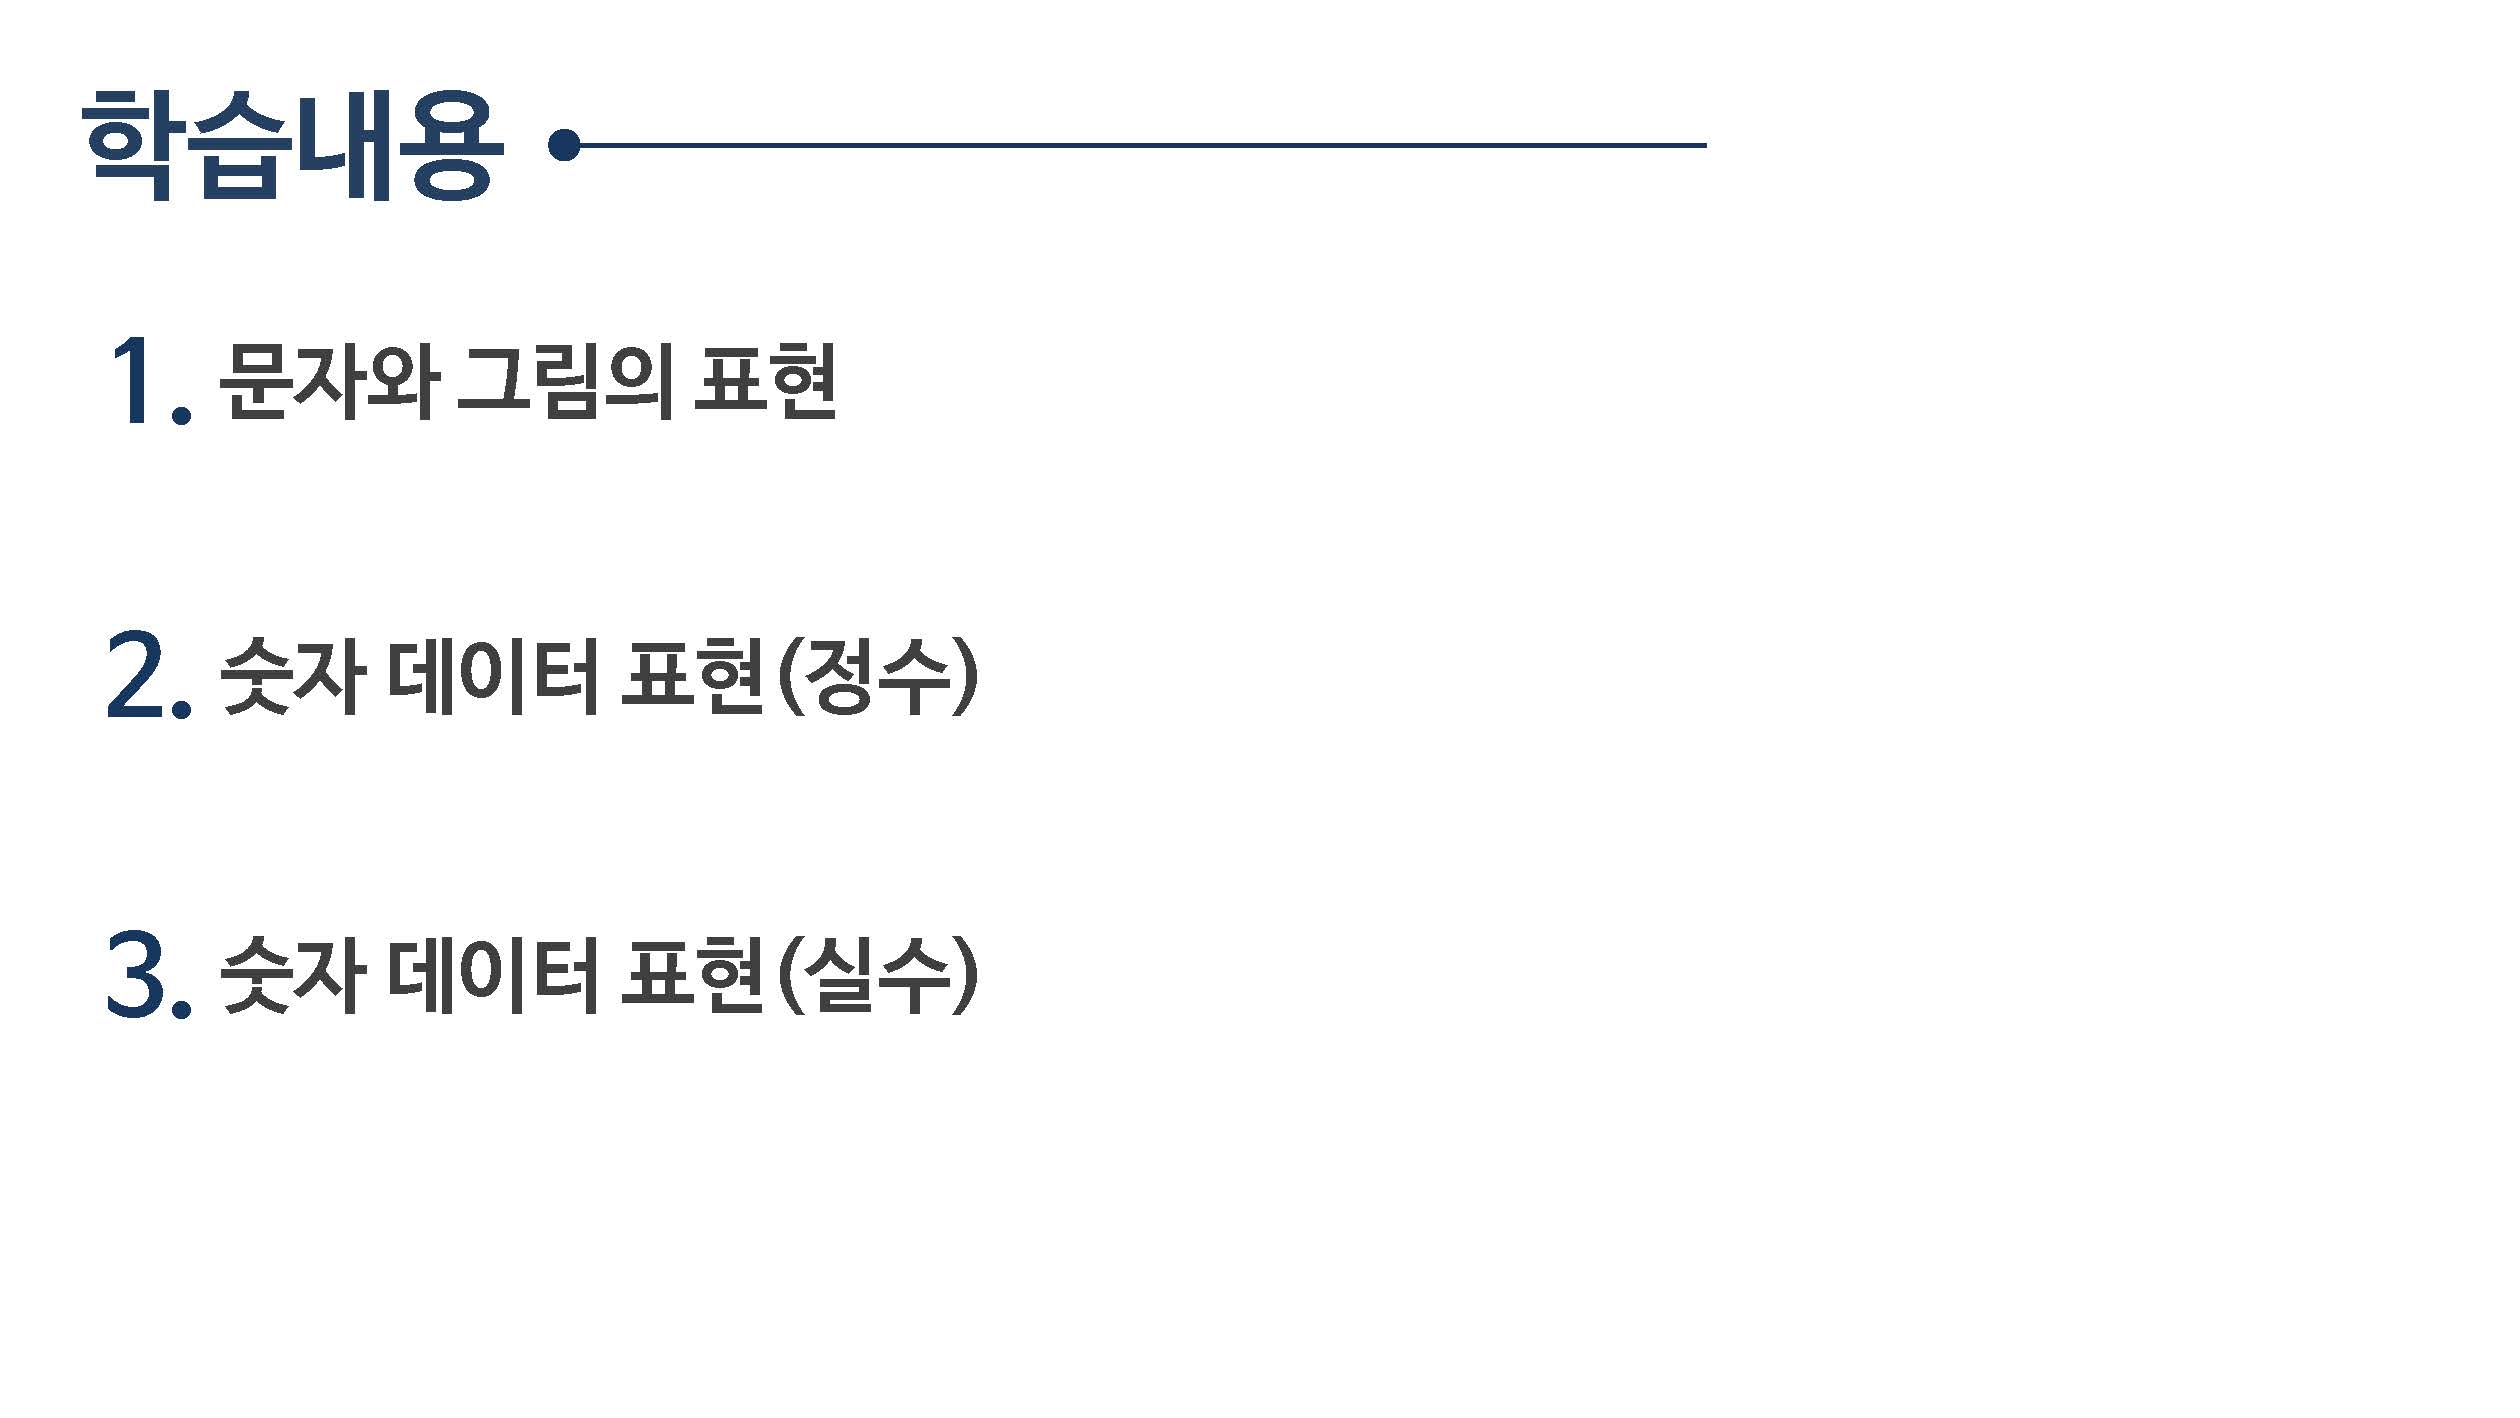 학습내용
1. 문자와 그림의 표현
2. 숫자 데이터 표현(정수)
3. 숫자 데이터 표현(실수)